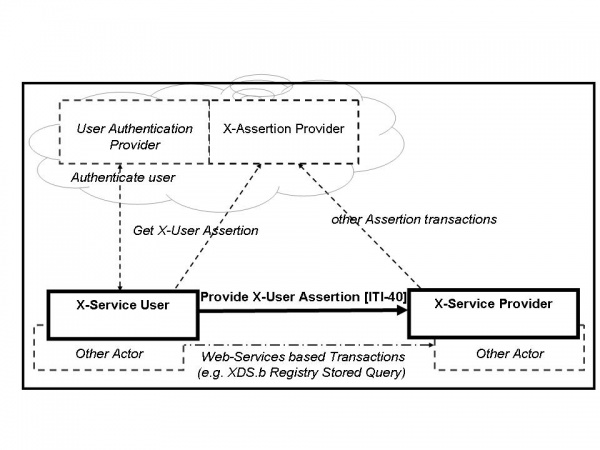 User Authentication
Provider
X-Assertion Provider
Authenticate user
Get X-User Assertion
other Assertion transactions
X-Service User
Provide X-User Assertion [ITI-40]
X-Service Provider
Other Actor
Web-Services based Transactions
(e.g. XDS.b Registry Stored Query)
Other Actor